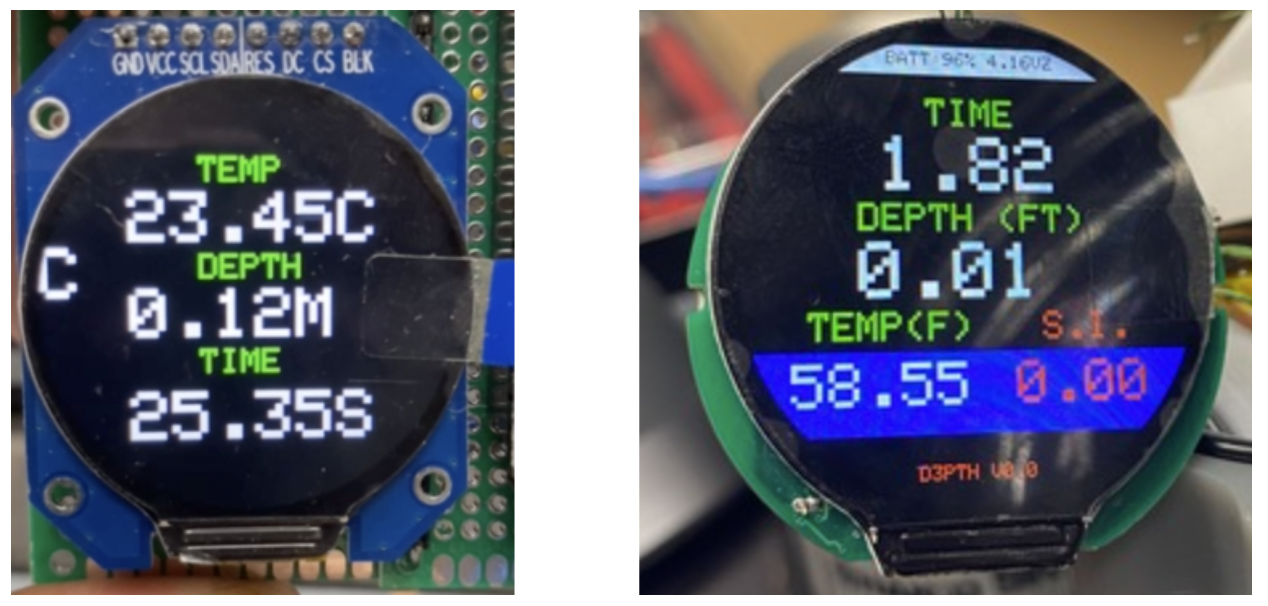 GND VCC SCL SDA RES DC CS BLK
TEMP
23.45C
DEPTH
C
0.12M
TIME
25.35S
BATT 96% 4.16VZ
TIME
1.82
DEPTH (FT)
0.01
TEMP(F) S.I.
58.55 0.00
D3PTH V0.0